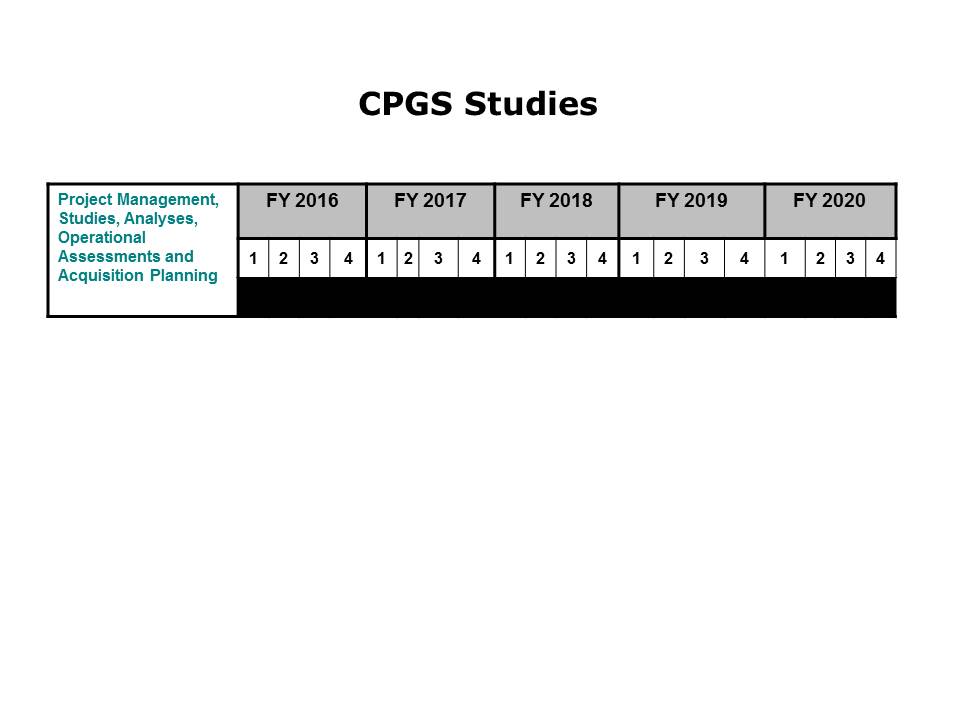 CPGS Studies
Project Management,
Studies, Analyses,
Operational
Assessments and
Acquisition Planning
FY 2016 FY 2017 FY 2018 FY 2019 FY 2020
1 2 3 4 1 2 3 4 1 2 3 4 1 2 3 4 1 2 3 4